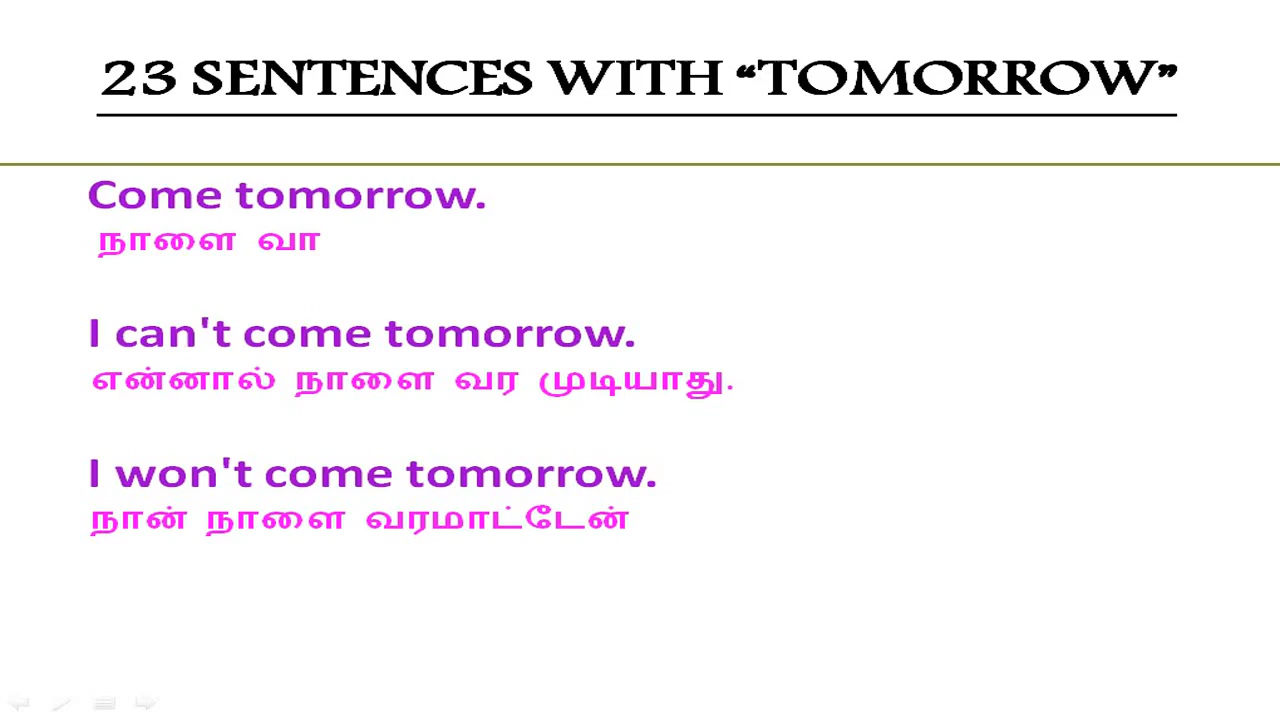 23 SENTENCES WITH “TOMORROW”
Come tomorrow.
நாளை வா
I can't come tomorrow.
என்னால் நாளை வர முடியாது.
I won't come tomorrow.
நான் நாளை வரமாட்டேன்